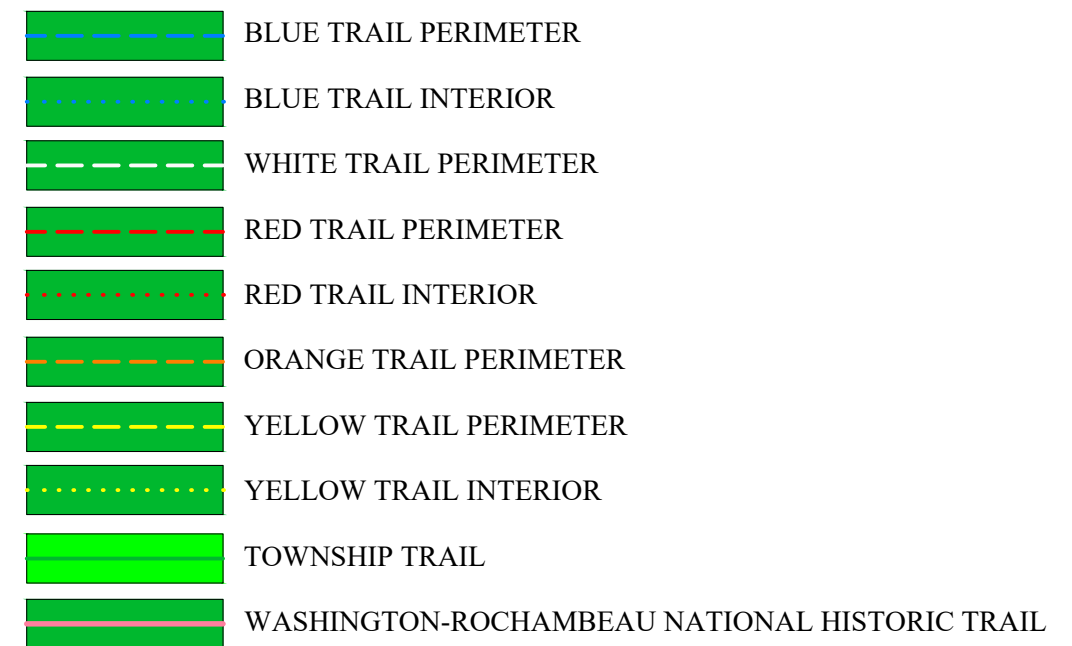 BLUE TRAIL PERIMETER
BLUE TRAIL INTERIOR
WHITE TRAIL PERIMETER
RED TRAIL PERIMETER
RED TRAIL INTERIOR
ORANGE TRAIL PERIMETER
YELLOW TRAIL PERIMETER
YELLOW TRAIL INTERIOR
TOWNSHIP TRAIL
WASHINGTON-ROCHAMBEAU NATIONAL HISTORIC TRAIL